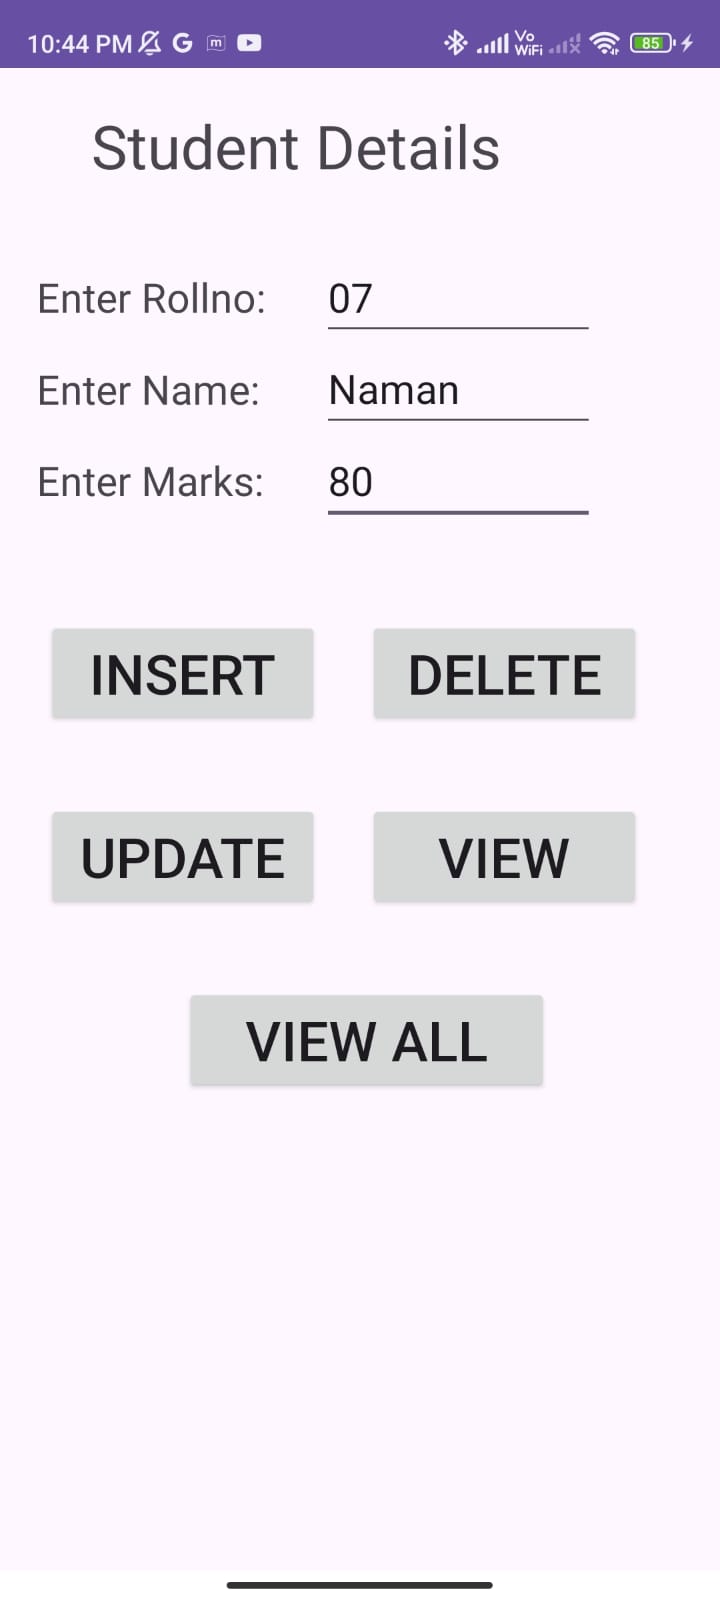 10:44 PM G m Vo WiFi 85
Student Details
Enter Rollno: 07
Enter Name: Naman
Enter Marks: 80
INSERT DELETE
UPDATE VIEW
VIEW ALL